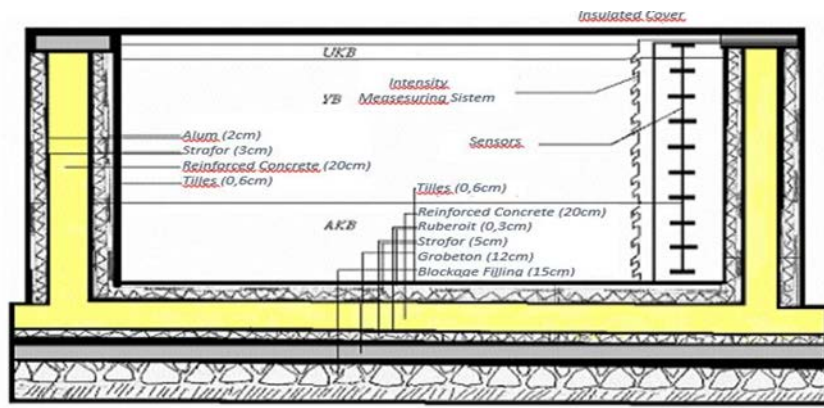 Insulated Cover
UKB
Intensity
YB Measesuring Sistem
Alum (2cm)
Strafor (3cm)
Reinforced Concrete (20cm)
Tilles (0,6cm)
Sensors
Tilles (0,6cm)
AKB
Reinforced Concrete (20cm)
Ruberoit (0,3cm)
Strofor (5cm)
Grobeton (12cm)
Blockage Filling (15cm)